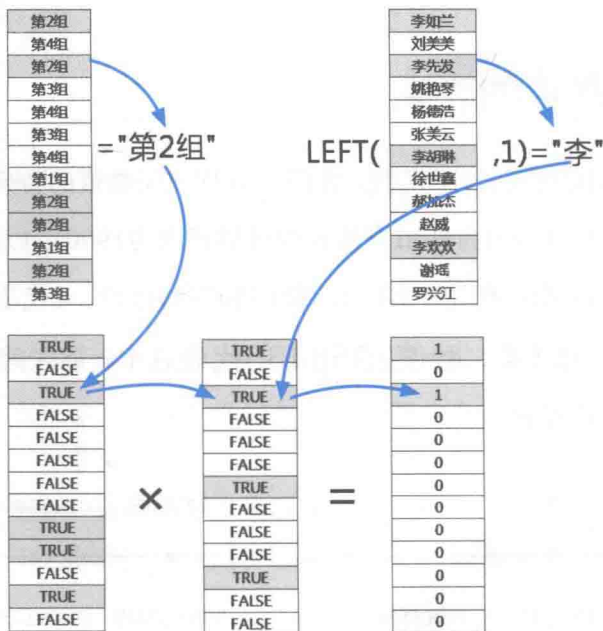 第2组
第4组
第2组
第3组
第4组
第3组
第4组
第1组
第2组
第2组
第1组
第2组
第3组
="第2组"
LEFT(
李如兰
刘美美
李先发
姚艳琴
杨德浩
张美云
李胡琳
徐世鑫
赵威
李欢欢
谢瑶
罗兴江
,1)="李"
TRUE
FALSE
TRUE
FALSE
FALSE
FALSE
FALSE
FALSE
TRUE
TRUE
FALSE
TRUE
FALSE
×
TRUE
FALSE
TRUE
FALSE
FALSE
FALSE
TRUE
FALSE
FALSE
FALSE
TRUE
FALSE
FALSE
=
1
0
1
0
0
0
0
0
0
0
0
0
0